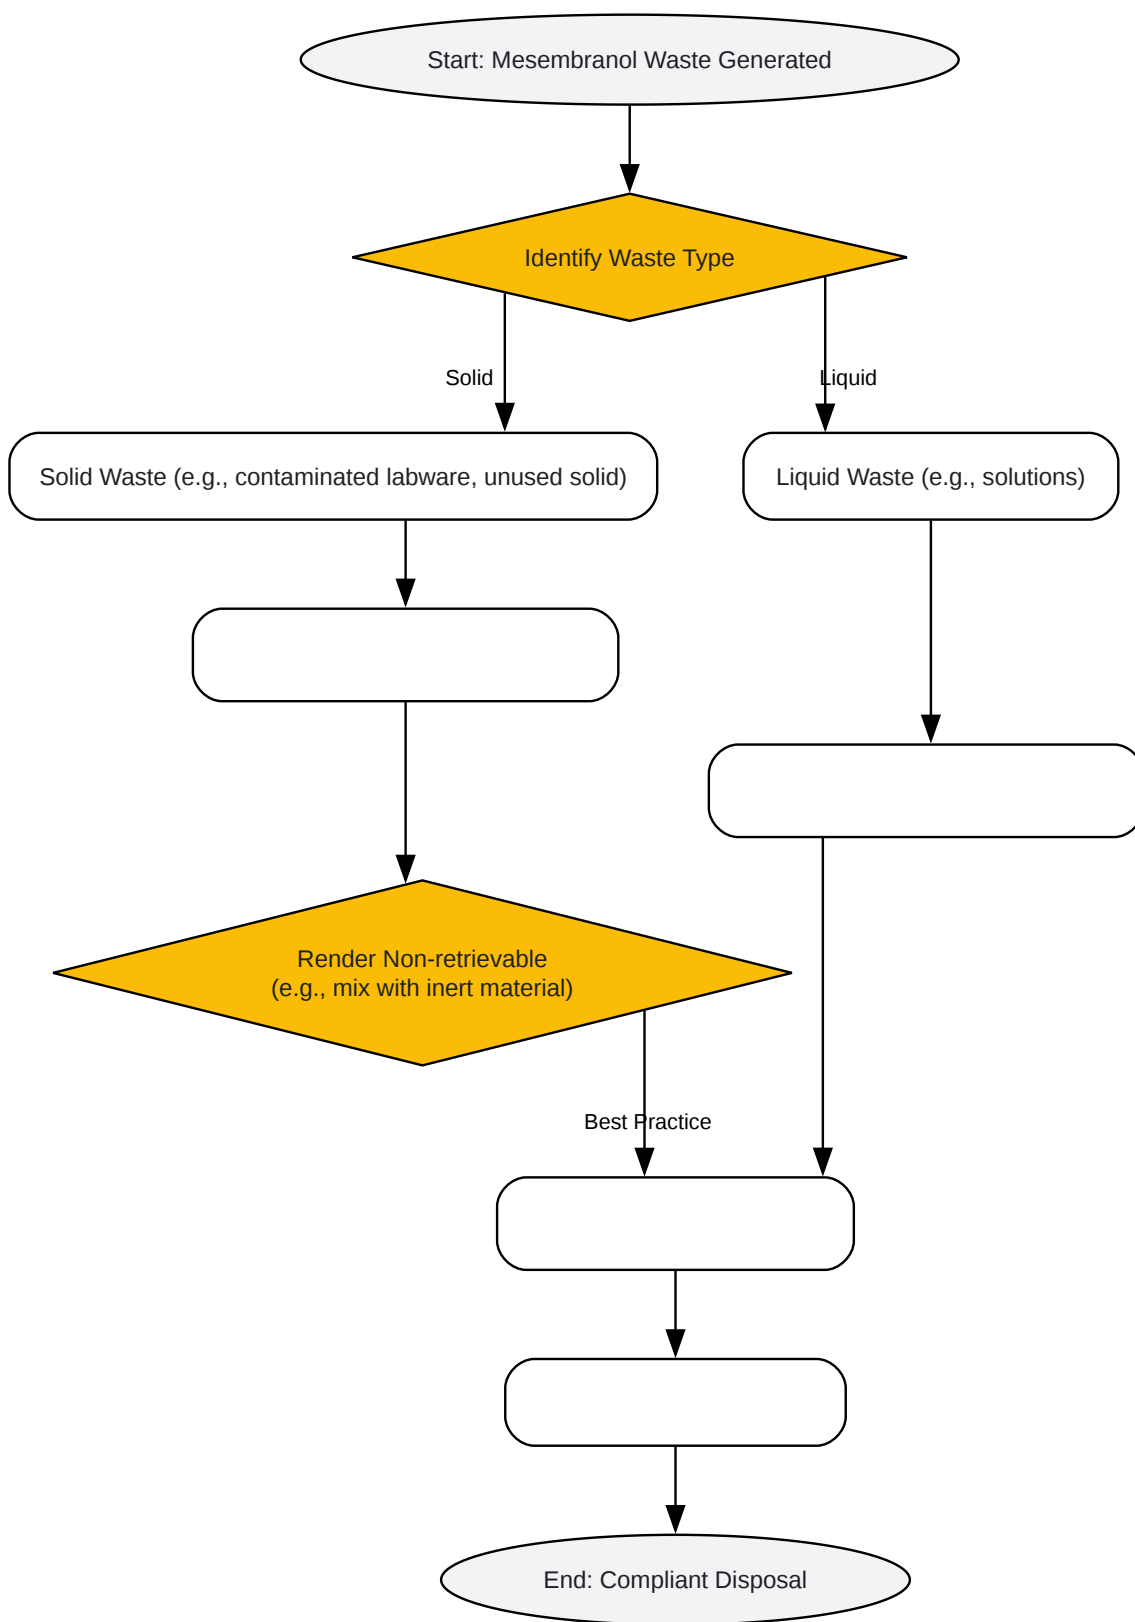 Start: Mesembranol Waste Generated
Identify Waste Type
Solid
Liquid
Solid Waste (e.g., contaminated labware, unused solid)
Liquid Waste (e.g., solutions)
Render Non-retrievable
(e.g., mix with inert material)
Best Practice
End: Compliant Disposal